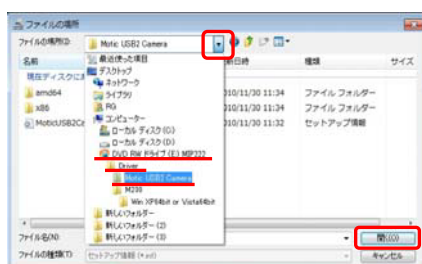 ファイルの場所
ファイルの場所(I): Motic USB2 Camera
名前 新日時 種類 サイズ
現在ディスクに
最近使った項目
デスクトップ
ネットワーク
ライブラリ
RG
コンピューター
ローカル ディスク (C:)
ローカル ディスク (D:)
DVD RW ドライブ (E:) MIP222
Driver
Motic USB2 Camera
M238
Win XP64bit or Vista64bit
新しいフォルダー
新しいフォルダー (2)
新しいフォルダー (3)
amd64 010/11/30 11:34 ファイル フォルダー
x86 010/11/30 11:34 ファイル フォルダー
MoticUSB2Ca 010/11/30 11:32 セットアップ情報
ファイル名(N): 開く(O)
ファイルの種類(T): セットアップ情報 (*.inf) キャンセル